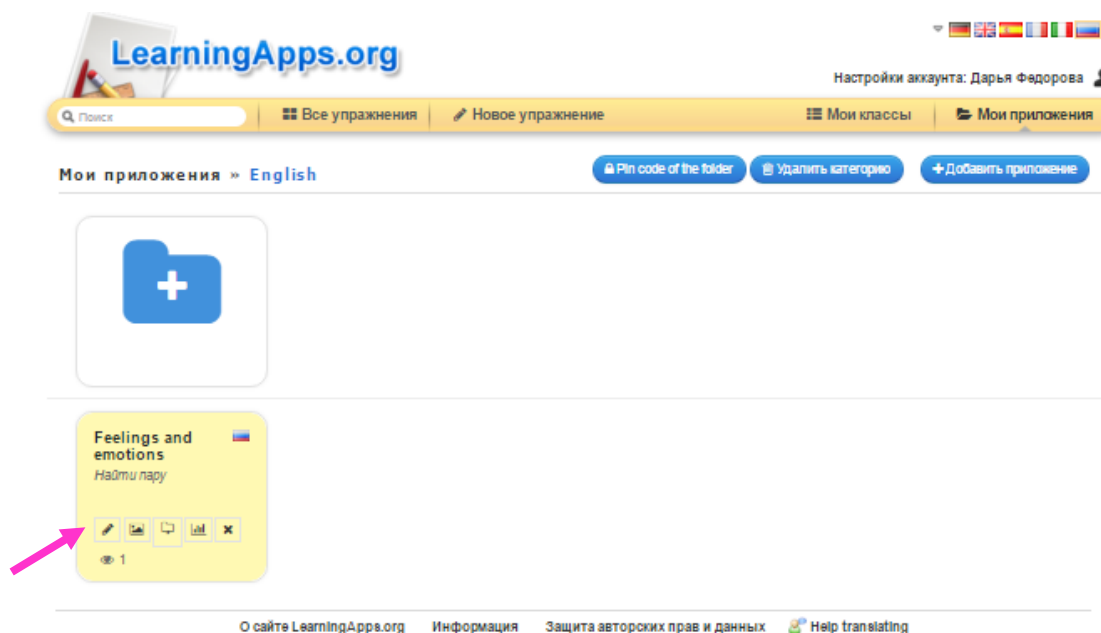 LearningApps.org
Настройки аккаунта: Дарья Федорова
Поиск
Все упражнения
Новое упражнение
Мои классы
Мои приложения
Мои приложения » English
Pin code of the folder
Удалить категорию
Добавить приложение
Feelings and
emotions
Найти пару
1
О сайте LearningApps.org Информация Защита авторских прав и данных Help translating